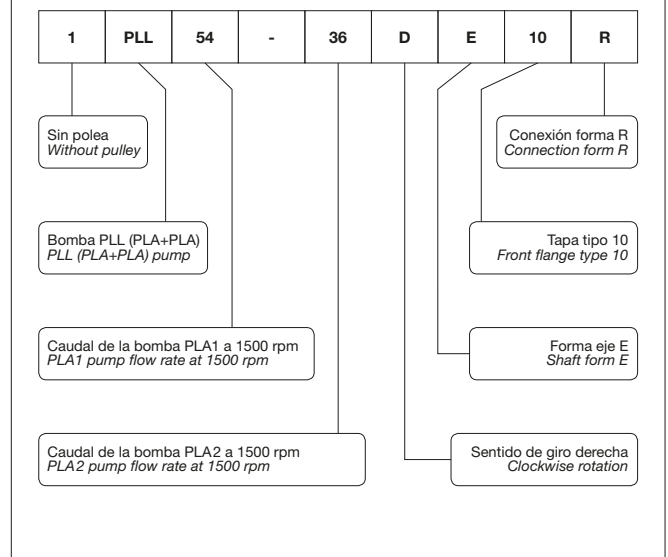 1 PLL 54 - 36 D E 10 R
Sin polea
Without pulley
Conexión forma R
Connection form R
Bomba PLL (PLA+PLA)
PLL (PLA+PLA) pump
Tapa tipo 10
Front flange type 10
Caudal de la bomba PLA1 a 1500 rpm
PLA1 pump flow rate at 1500 rpm
Forma eje E
Shaft form E
Caudal de la bomba PLA2 a 1500 rpm
PLA2 pump flow rate at 1500 rpm
Sentido de giro derecha
Clockwise rotation